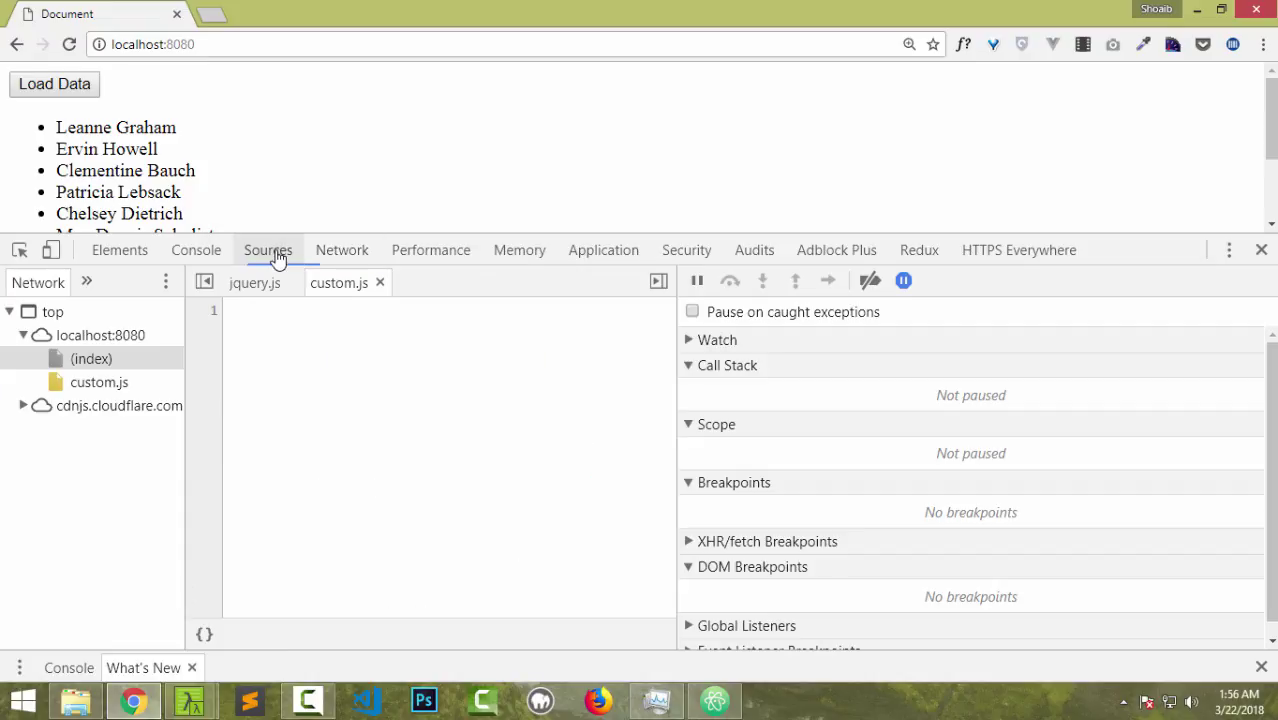 Document
Shoaib
localhost:8080
f?
Load Data
Leanne Graham
Ervin Howell
Clementine Bauch
Patricia Lebsack
Chelsey Dietrich
Elements Console Sources Network Performance Memory Application Security Audits Adblock Plus Redux HTTPS Everywhere
Network » jquery.js custom.js
top
1
Pause on caught exceptions
localhost:8080
Watch
(index)
Call Stack
custom.js
Not paused
cdnjs.cloudflare.com
Scope
Not paused
Breakpoints
No breakpoints
XHR/fetch Breakpoints
DOM Breakpoints
No breakpoints
Global Listeners
{}
Event Listener Breakpoints
Console What's New
Ps
1:56 AM
3/22/2018